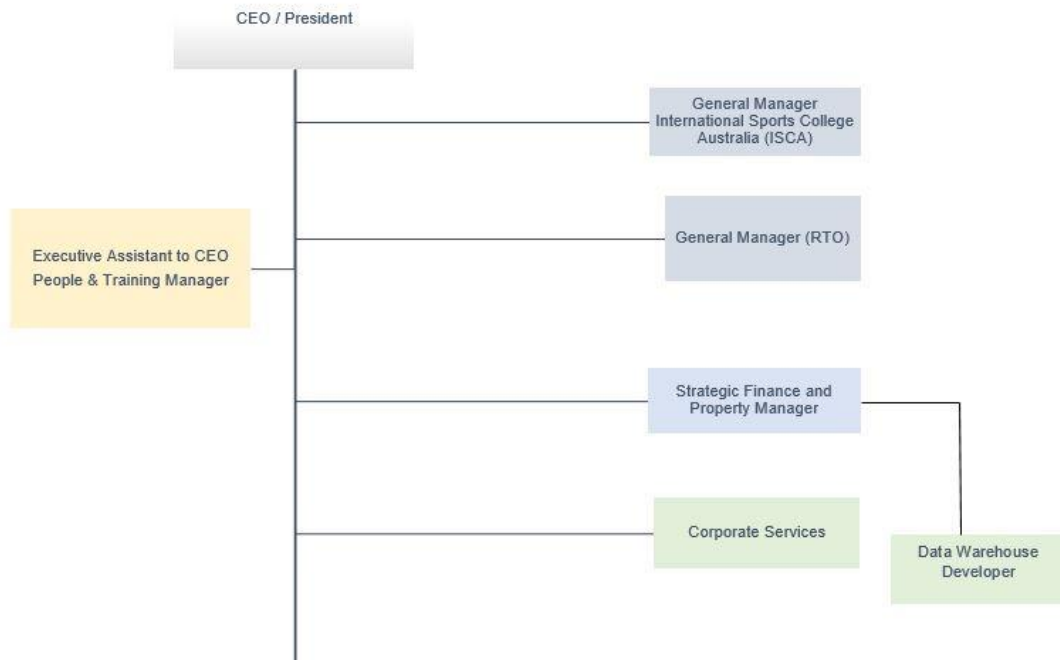 CEO / President
General Manager
International Sports College
Australia (ISCA)
General Manager (RTO)
Executive Assistant to CEO
People & Training Manager
Strategic Finance and
Property Manager
Corporate Services
Data Warehouse
Developer